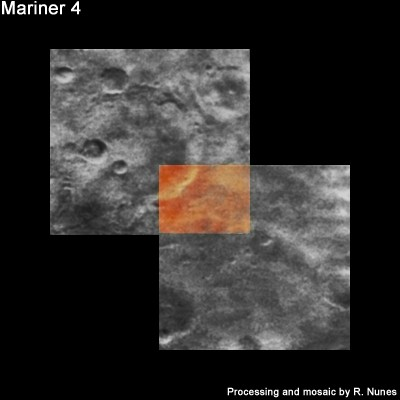 Mariner 4
Processing and mosaic by R. Nunes